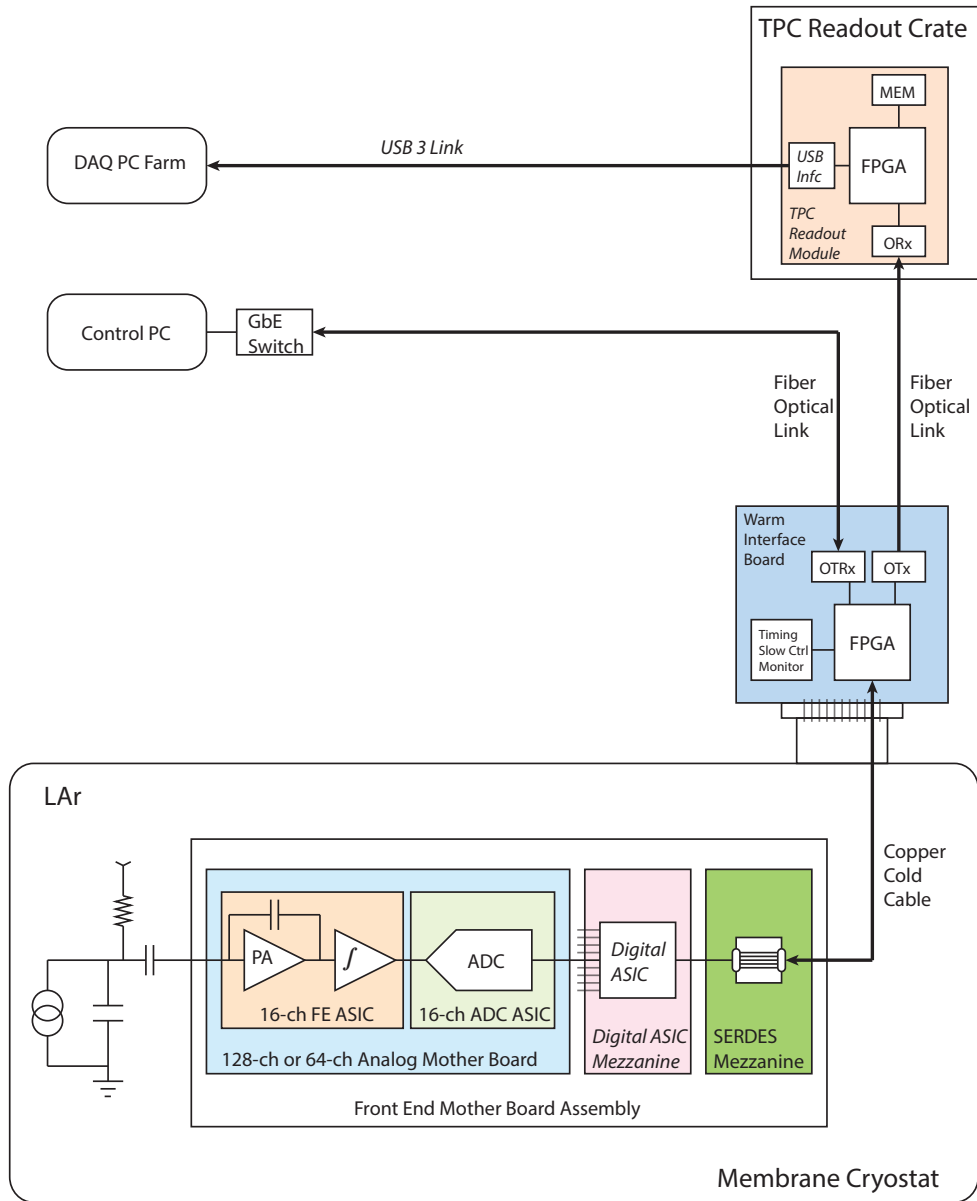 TPC Readout Crate
MEM
USB 3 Link
DAQ PC Farm
USB
Infc
FPGA
TPC
Readout
Module
ORx
GbE
Switch
Control PC
Fiber
Optical
Link
Fiber
Optical
Link
Warm
Interface
Board
OTRx
OTx
Timing
Slow Ctrl
Monitor
FPGA
LAr
Copper
Cold
Cable
PA
∫
ADC
Digital
ASIC
16-ch FE ASIC
16-ch ADC ASIC
128-ch or 64-ch Analog Mother Board
Digital ASIC
Mezzanine
SERDES
Mezzanine
Front End Mother Board Assembly
Membrane Cryostat